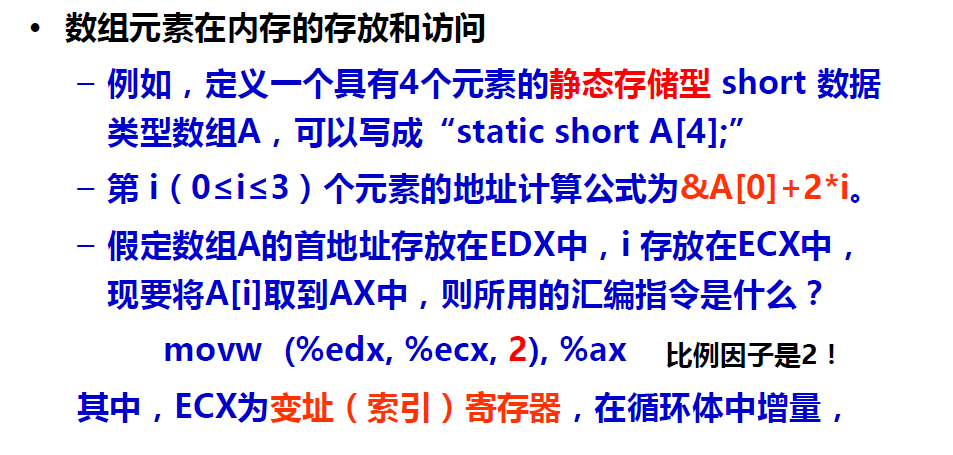 • 数组元素在内存的存放和访问
– 例如，定义一个具有4个元素的静态存储型 short 数据
类型数组A，可以写成“static short A[4];”
– 第 i（0≤i≤3）个元素的地址计算公式为&A[0]+2*i。
– 假定数组A的首地址存放在EDX中，i 存放在ECX中，
现要将A[i]取到AX中，则所用的汇编指令是什么？
movw (%edx, %ecx, 2), %ax 比例因子是2！
其中，ECX为变址（索引）寄存器，在循环体中增量，